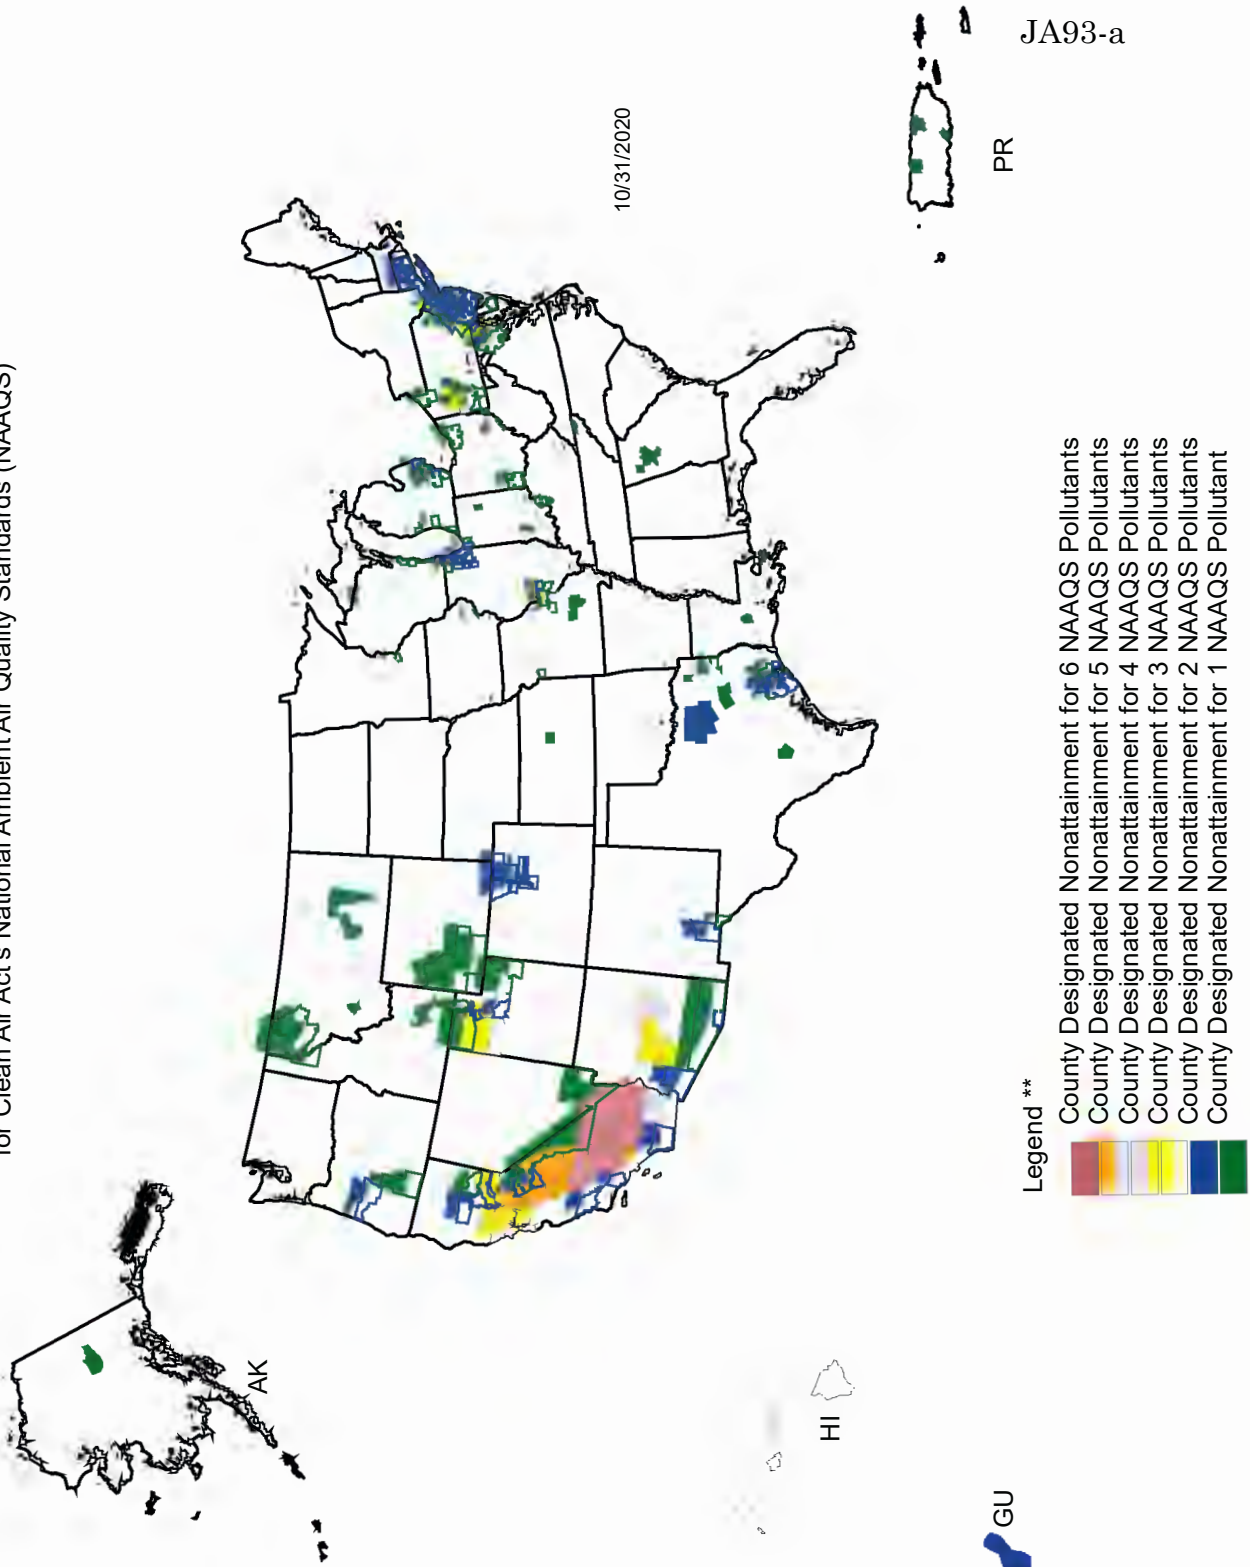 for Clean Air Act's National Ambient Air Quality Standards (NAAQS)
JA93-a
10/31/2020
AK
HI
GU
PR
Legend **
County Designated Nonattainment for 6 NAAQS Pollutants
County Designated Nonattainment for 5 NAAQS Pollutants
County Designated Nonattainment for 4 NAAQS Pollutants
County Designated Nonattainment for 3 NAAQS Pollutants
County Designated Nonattainment for 2 NAAQS Pollutants
County Designated Nonattainment for 1 NAAQS Pollutant